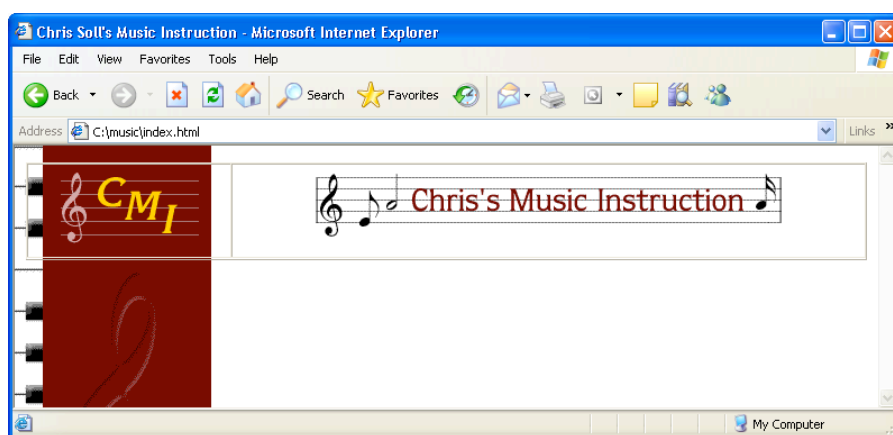 Chris Soll's Music Instruction - Microsoft Internet Explorer
File Edit View Favorites Tools Help
Back Search Favorites
Address C:\music\index.html Links »
CMI Chris's Music Instruction
My Computer